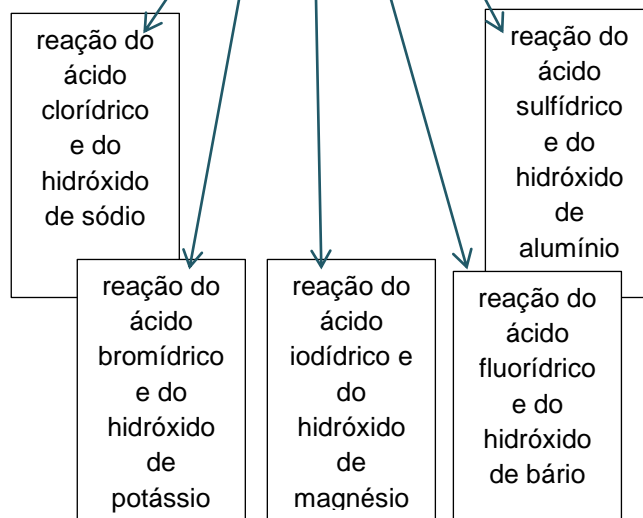 reação do
ácido
clorídrico
e do
hidróxido
de sódio
reação do
ácido
sulfídrico
e do
hidróxido
de
alumínio
reação do
ácido
bromídrico
e do
hidróxido
de
potássio
reação do
ácido
iodídrico e
do
hidróxido
de
magnésio
reação do
ácido
fluorídrico
e do
hidróxido
de bário